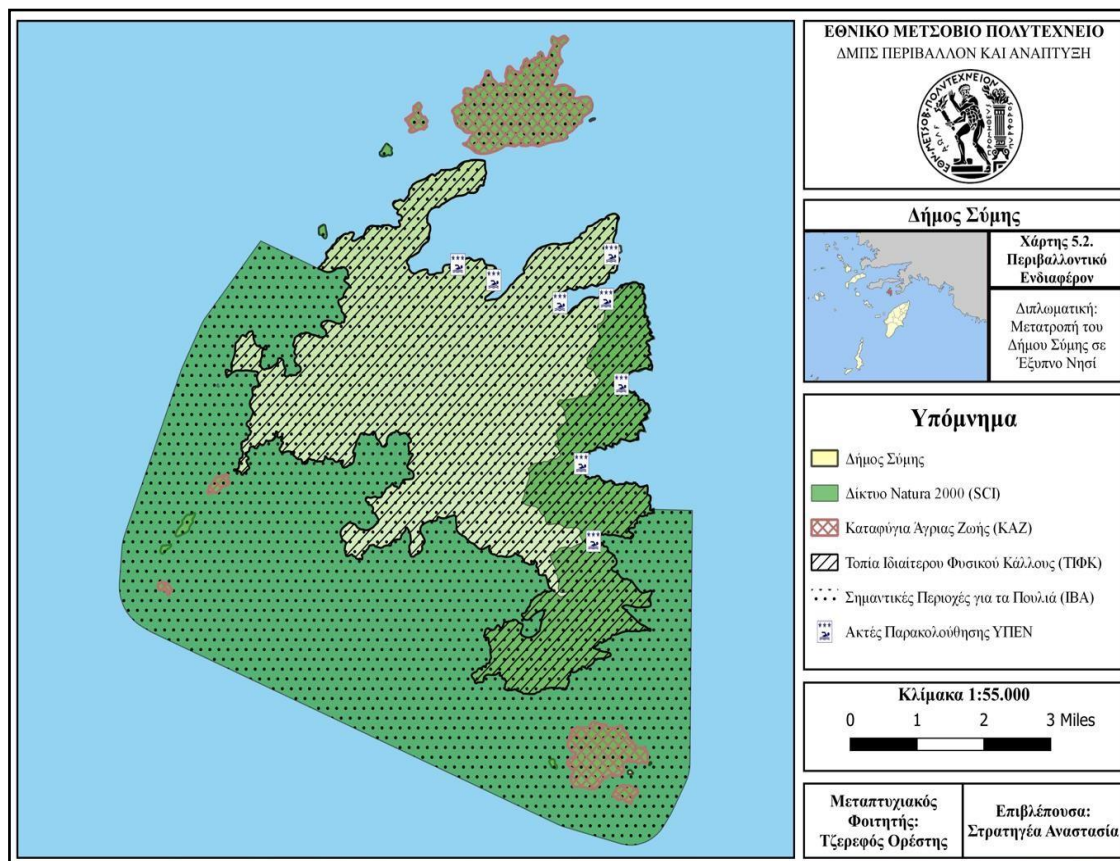 ΕΘΝΙΚΟ ΜΕΤΣΟΒΙΟ ΠΟΛΥΤΕΧΝΕΙΟ
ΔΜΠΣ ΠΕΡΙΒΑΛΛΟΝ ΚΑΙ ΑΝΑΠΤΥΞΗ
Δήμος Σύμης
Χάρτης 5.2.
Περιβαλλοντικό
Ενδιαφέρον
Διπλωματική:
Μετατροπή του
Δήμου Σύμης σε
Έξυπνο Νησί
Υπόμνημα
Δήμος Σύμης
Δίκτυο Natura 2000 (SCI)
Καταφύγια Άγριας Ζωής (ΚΑΖ)
Τοπία Ιδιαίτερου Φυσικού Κάλλους (ΤΙΦΚ)
Σημαντικές Περιοχές για τα Πουλιά (ΙΒΑ)
Ακτές Παρακολούθησης ΥΠΕΝ
Κλίμακα 1:55.000
0 1 2 3 Miles
Μεταπτυχιακός
Φοιτητής:
Τζερεφός Ορέστης
Επιβλέπουσα:
Στρατηγέα Αναστασία